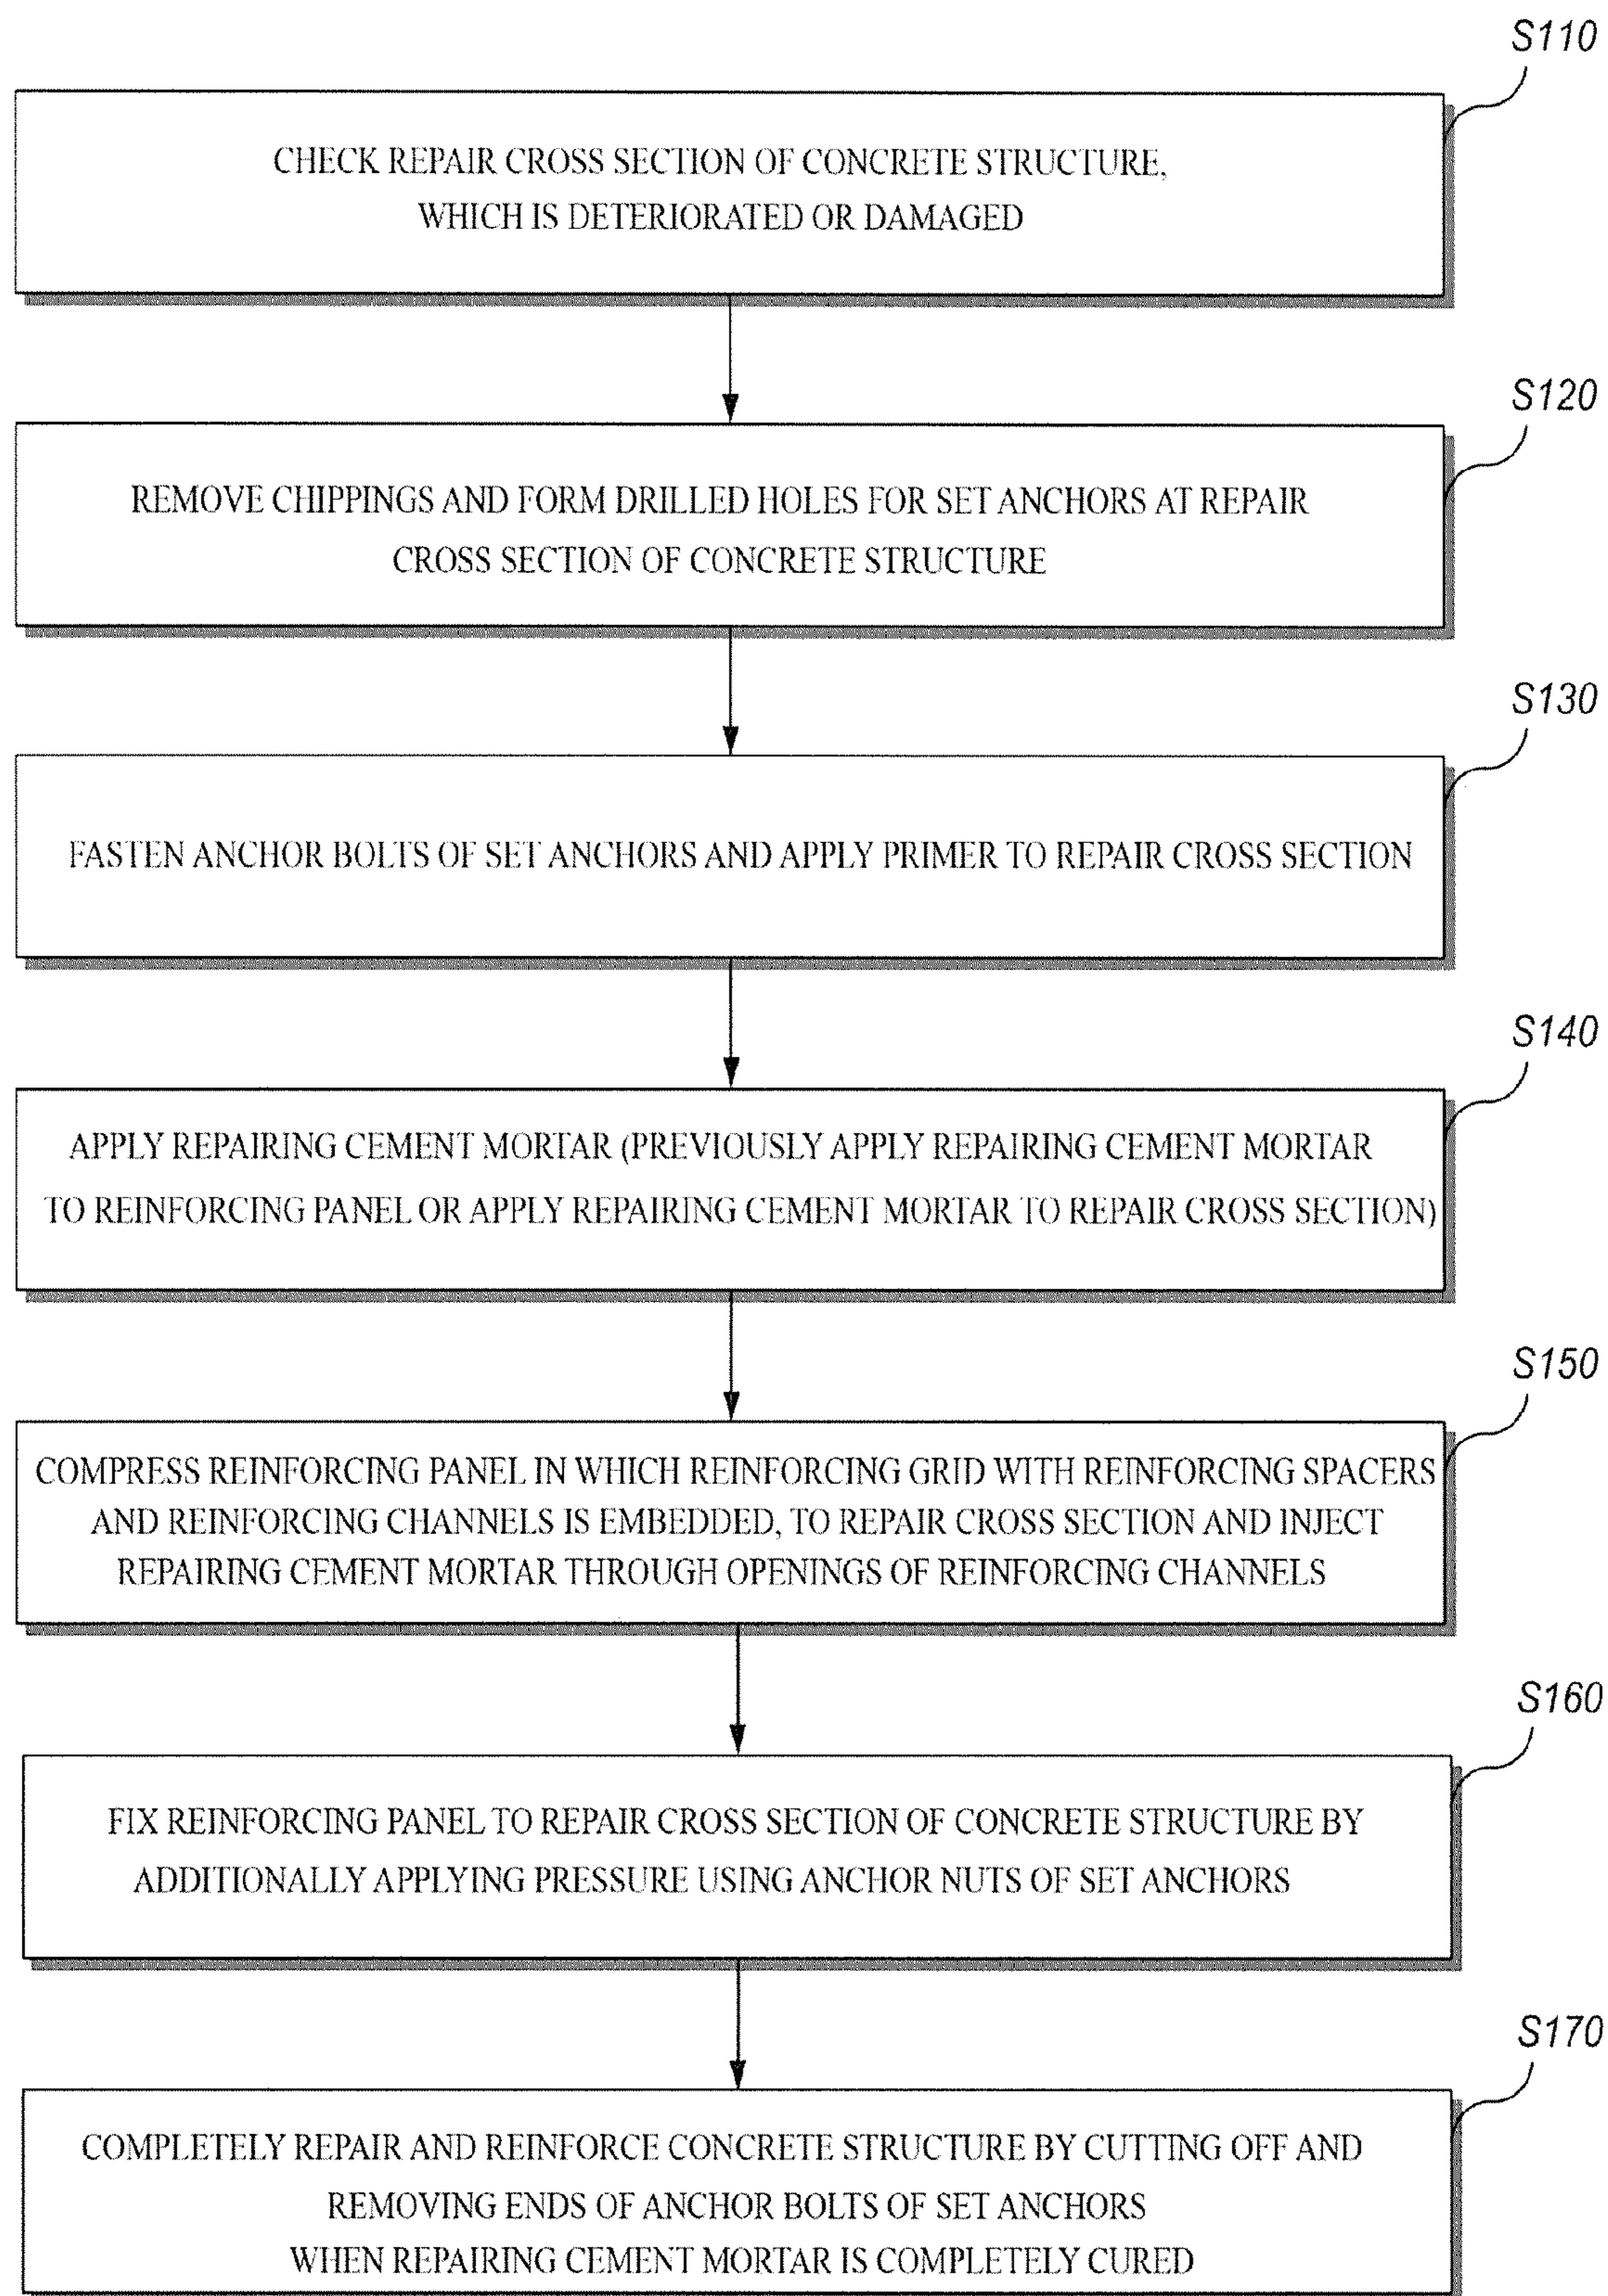 S110
CHECK REPAIR CROSS SECTION OF CONCRETE STRUCTURE,
WHICH IS DETERIORATED OR DAMAGED
S120
REMOVE CHIPPINGS AND FORM DRILLED HOLES FOR SET ANCHORS AT REPAIR
CROSS SECTION OF CONCRETE STRUCTURE
S130
FASTEN ANCHOR BOLTS OF SET ANCHORS AND APPLY PRIMER TO REPAIR CROSS SECTION
S140
APPLY REPAIRING CEMENT MORTAR (PREVIOUSLY APPLY REPAIRING CEMENT MORTAR
TO REINFORCING PANEL OR APPLY REPAIRING CEMENT MORTAR TO REPAIR CROSS SECTION)
S150
COMPRESS REINFORCING PANEL IN WHICH REINFORCING GRID WITH REINFORCING SPACERS
AND REINFORCING CHANNELS IS EMBEDDED, TO REPAIR CROSS SECTION AND INJECT
REPAIRING CEMENT MORTAR THROUGH OPENINGS OF REINFORCING CHANNELS
S160
FIX REINFORCING PANEL TO REPAIR CROSS SECTION OF CONCRETE STRUCTURE BY
ADDITIONALLY APPLYING PRESSURE USING ANCHOR NUTS OF SET ANCHORS
S170
COMPLETELY REPAIR AND REINFORCE CONCRETE STRUCTURE BY CUTTING OFF AND
REMOVING ENDS OF ANCHOR BOLTS OF SET ANCHORS
WHEN REPAIRING CEMENT MORTAR IS COMPLETELY CURED